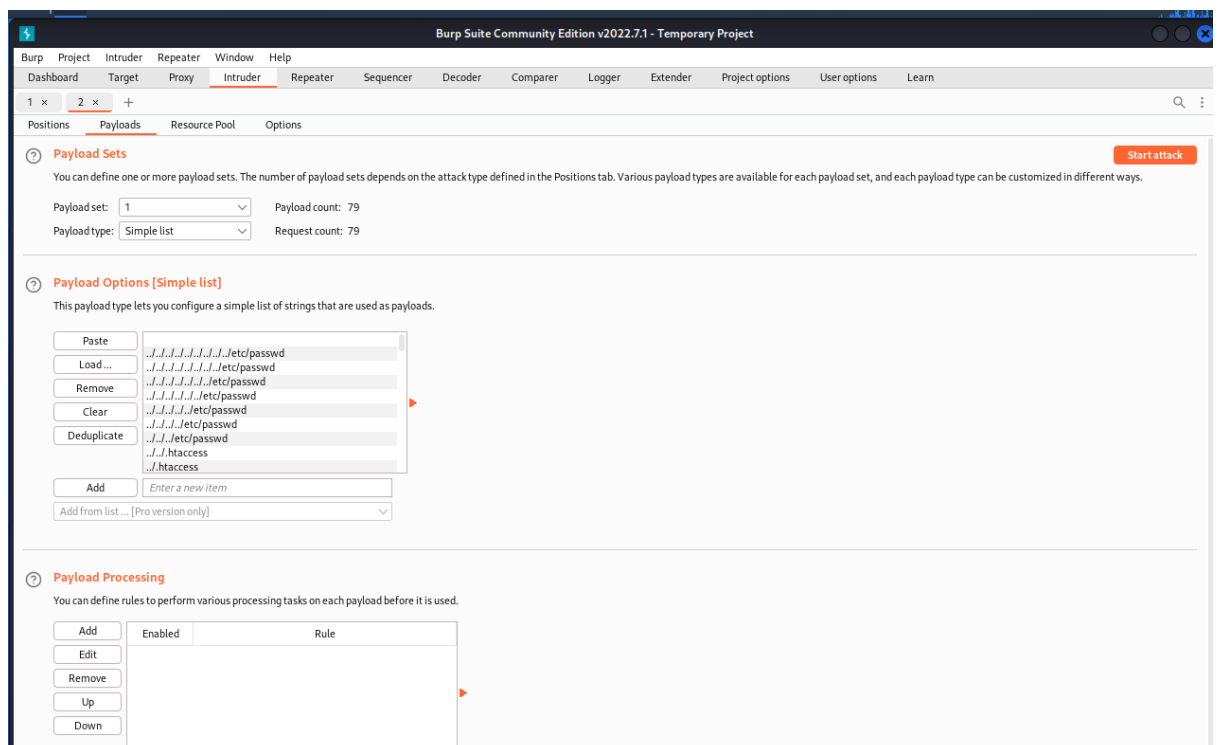 Burp Suite Community Edition v2022.7.1 - Temporary Project
Burp Project Intruder Repeater Window Help
Dashboard Target Proxy Intruder Repeater Sequencer Decoder Comparer Logger Extender Project options User options Learn
1 × 2 × +
Positions Payloads Resource Pool Options
Payload Sets
Start attack
You can define one or more payload sets. The number of payload sets depends on the attack type defined in the Positions tab. Various payload types are available for each payload set, and each payload type can be customized in different ways.
Payload set: 1 Payload count: 79
Payload type: Simple list Request count: 79
Payload Options [Simple list]
This payload type lets you configure a simple list of strings that are used as payloads.
Paste
Load ...
Remove
Clear
Deduplicate
../../../../../../../../../etc/passwd
../../../../../../../../etc/passwd
../../../../../../../etc/passwd
../../../../../../etc/passwd
../../../../../etc/passwd
../../../../etc/passwd
../../../etc/passwd
../../.htaccess
../.htaccess
Add Enter a new item
Add from list ... [Pro version only]
Payload Processing
You can define rules to perform various processing tasks on each payload before it is used.
Add
Edit
Remove
Up
Down
Enabled Rule